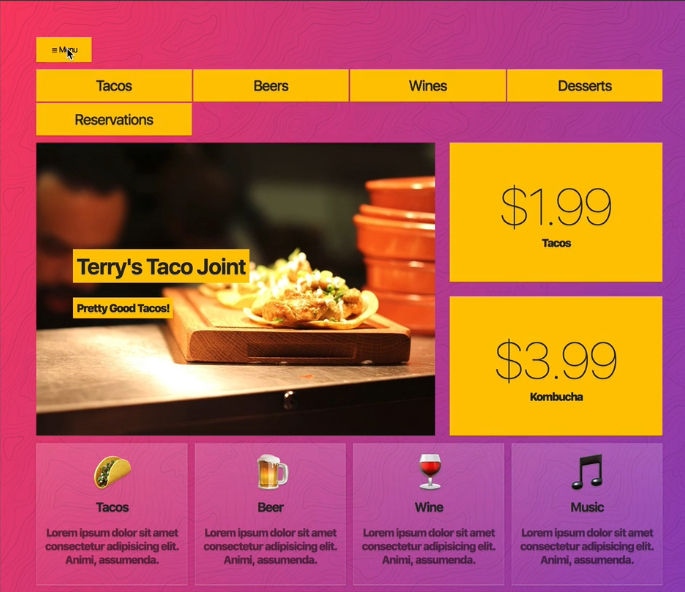 ≡ Menu
Tacos
Beers
Wines
Desserts
Reservations
Terry's Taco Joint
Pretty Good Tacos!
$1.99
Tacos
$3.99
Kombucha
Tacos
Lorem ipsum dolor sit amet
consectetur adipisicing elit.
Animi, assumenda.
Beer
Lorem ipsum dolor sit amet
consectetur adipisicing elit.
Animi, assumenda.
Wine
Lorem ipsum dolor sit amet
consectetur adipisicing elit.
Animi, assumenda.
Music
Lorem ipsum dolor sit amet
consectetur adipisicing elit.
Animi, assumenda.